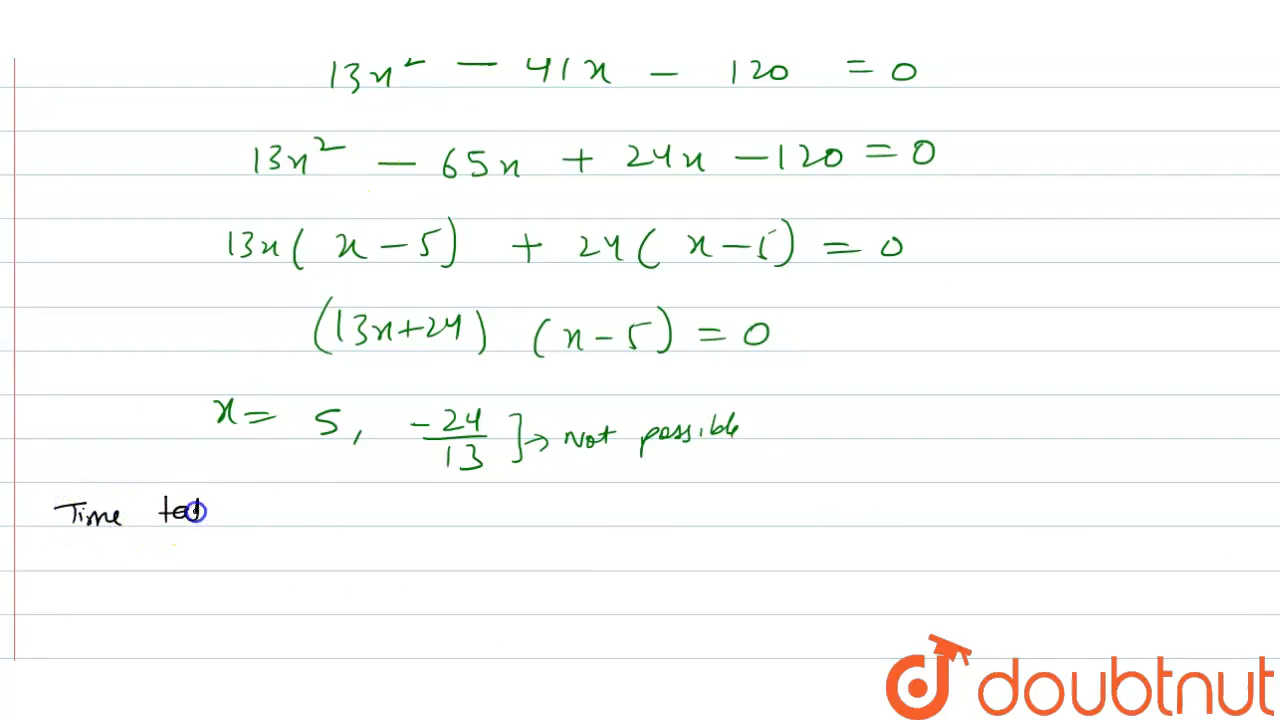 13x² - 41x - 120 = 0
13x² - 65x + 24x - 120 = 0
13x(x - 5) + 24(x - 5) = 0
(13x+24) (x - 5) = 0
x = 5, -24/13 ]→ Not possible
Time
doubtnut